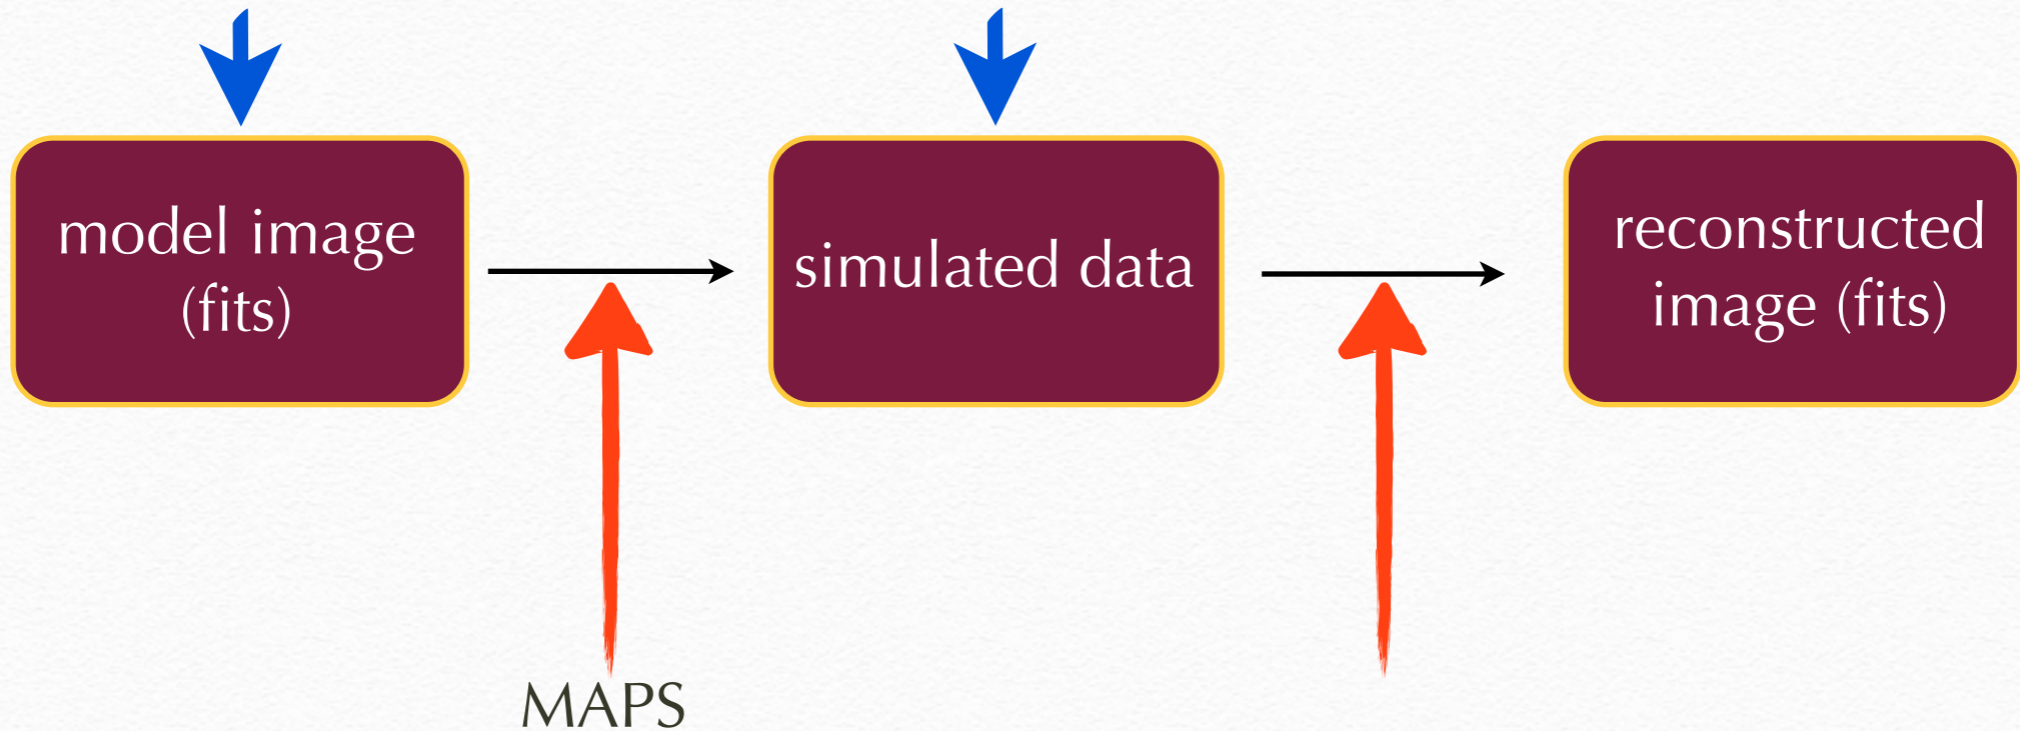 model image
(fits)
simulated data
reconstructed
image (fits)
MAPS